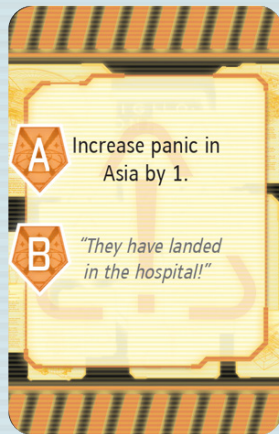 A
Increase panic in
Asia by 1.
B
“They have landed
in the hospital!”